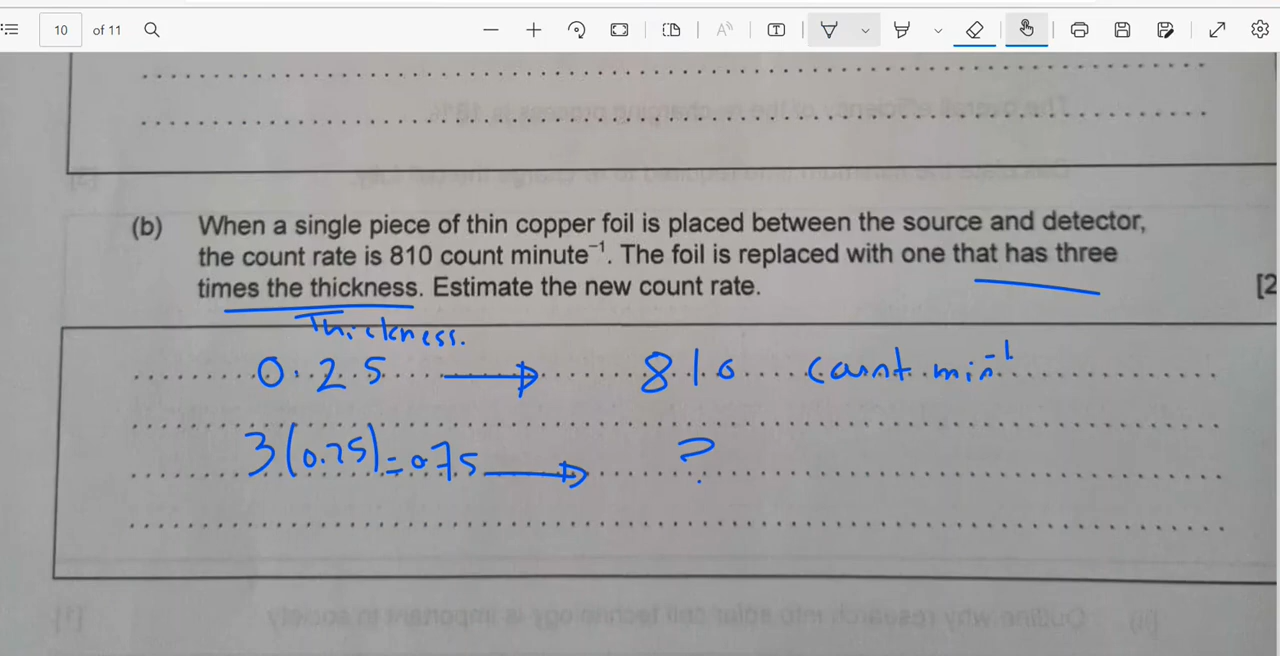 10 of 11
(b) When a single piece of thin copper foil is placed between the source and detector,
the count rate is 810 count minute⁻¹. The foil is replaced with one that has three
times the thickness. Estimate the new count rate. [2
Thickness.
0.25 → 810 count min⁻¹
3(0.25)=075 → ?